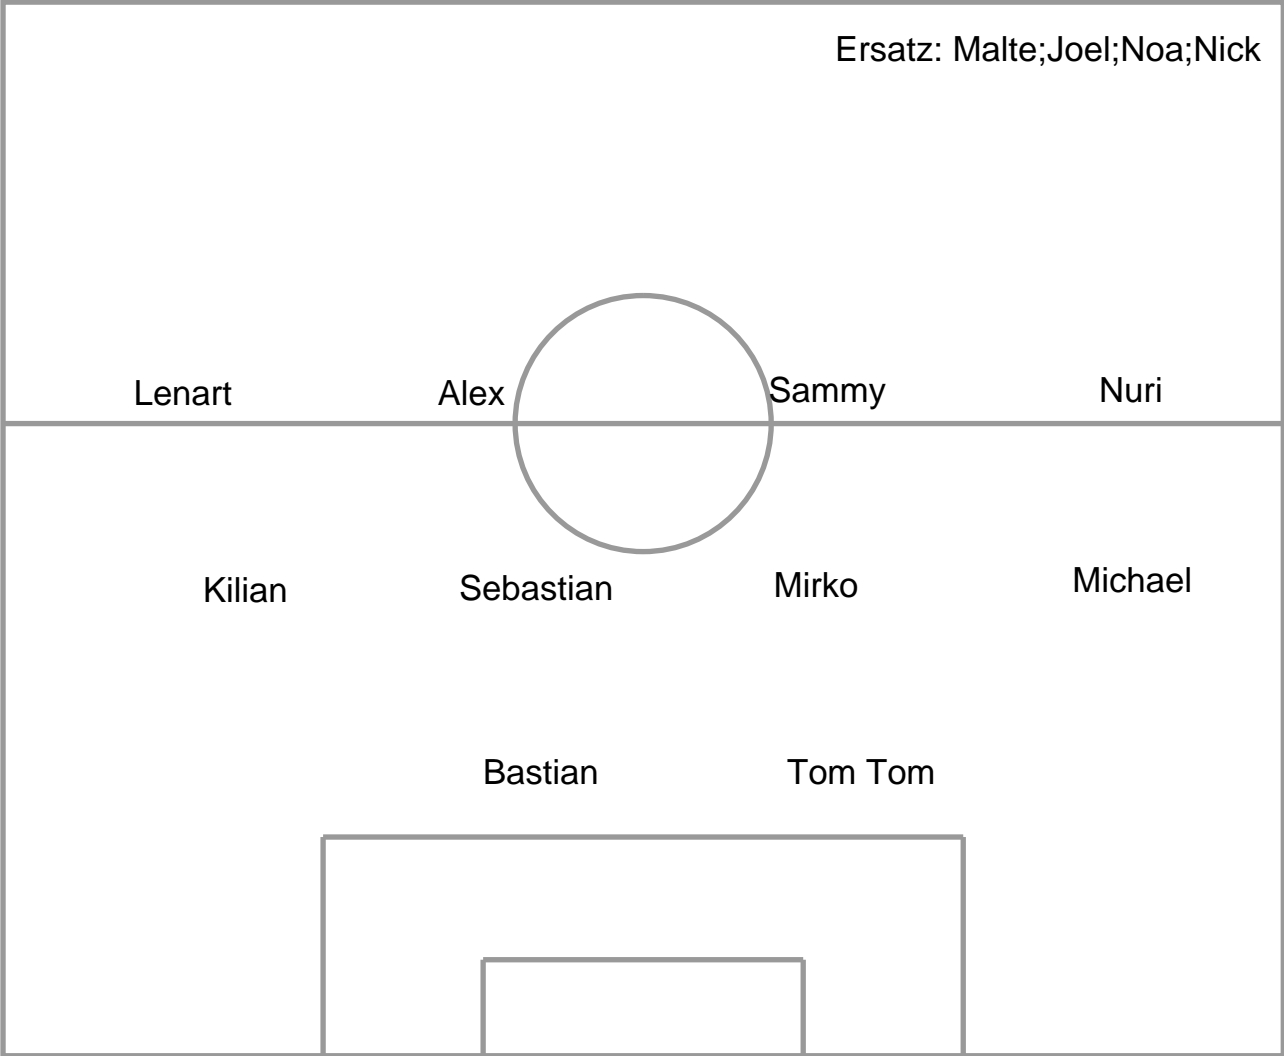 Ersatz: Malte;Joel;Noa;Nick
Lenart Alex Sammy Nuri
Kilian Sebastian Mirko Michael
Bastian Tom Tom